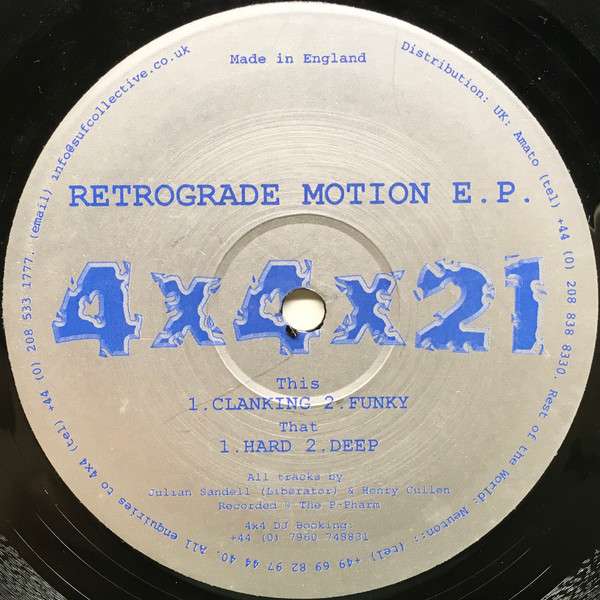 Made in England
RETROGRADE MOTION E.P.
4x4x21
This
1.CLANKING 2.FUNKY
That
1.HARD 2.DEEP
All tracks by
Julian Sandell (Liberator) & Henry Cullen
Recorded @ The P-Pharm
4x4 DJ Booking:
+44 (0) 7960 748831
Distribution: UK: Amato (tel) +44 (0) 208 838 8330. Rest of the World: Neuton:: (tel) +49 69 82 97 44 40. All enquiries to 4x4 (tel) +44 (0) 208 533 1777. (email) info@sufcollective.co.uk